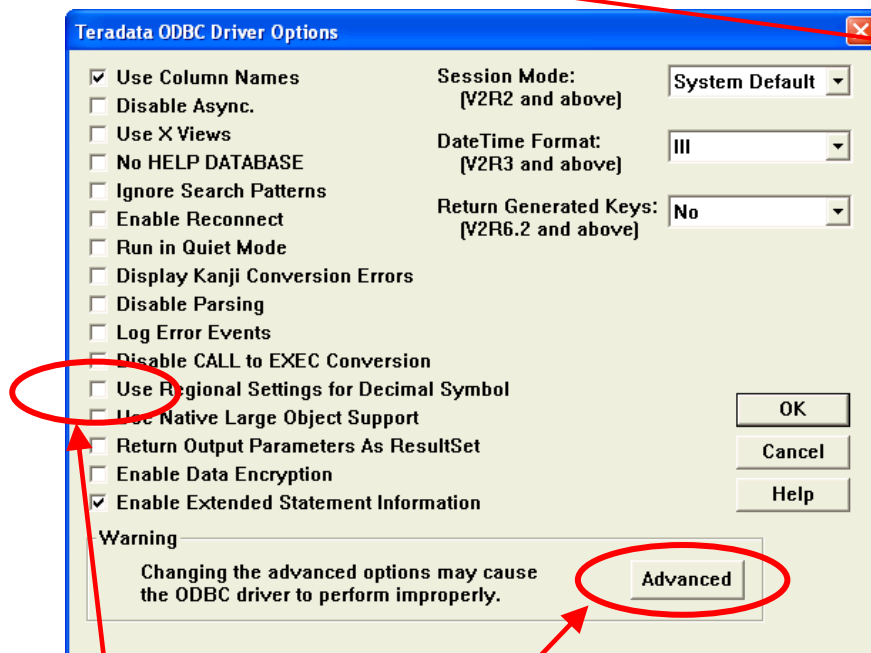 Teradata ODBC Driver Options
Use Column Names
Disable Async.
Use X Views
No HELP DATABASE
Ignore Search Patterns
Enable Reconnect
Run in Quiet Mode
Display Kanji Conversion Errors
Disable Parsing
Log Error Events
Disable CALL to EXEC Conversion
Use Regional Settings for Decimal Symbol
Use Native Large Object Support
Return Output Parameters As ResultSet
Enable Data Encryption
Enable Extended Statement Information
Session Mode:
(V2R2 and above)
System Default
DateTime Format:
(V2R3 and above)
III
Return Generated Keys:
(V2R6.2 and above)
No
OK
Cancel
Help
Warning
Changing the advanced options may cause
the ODBC driver to perform improperly.
Advanced